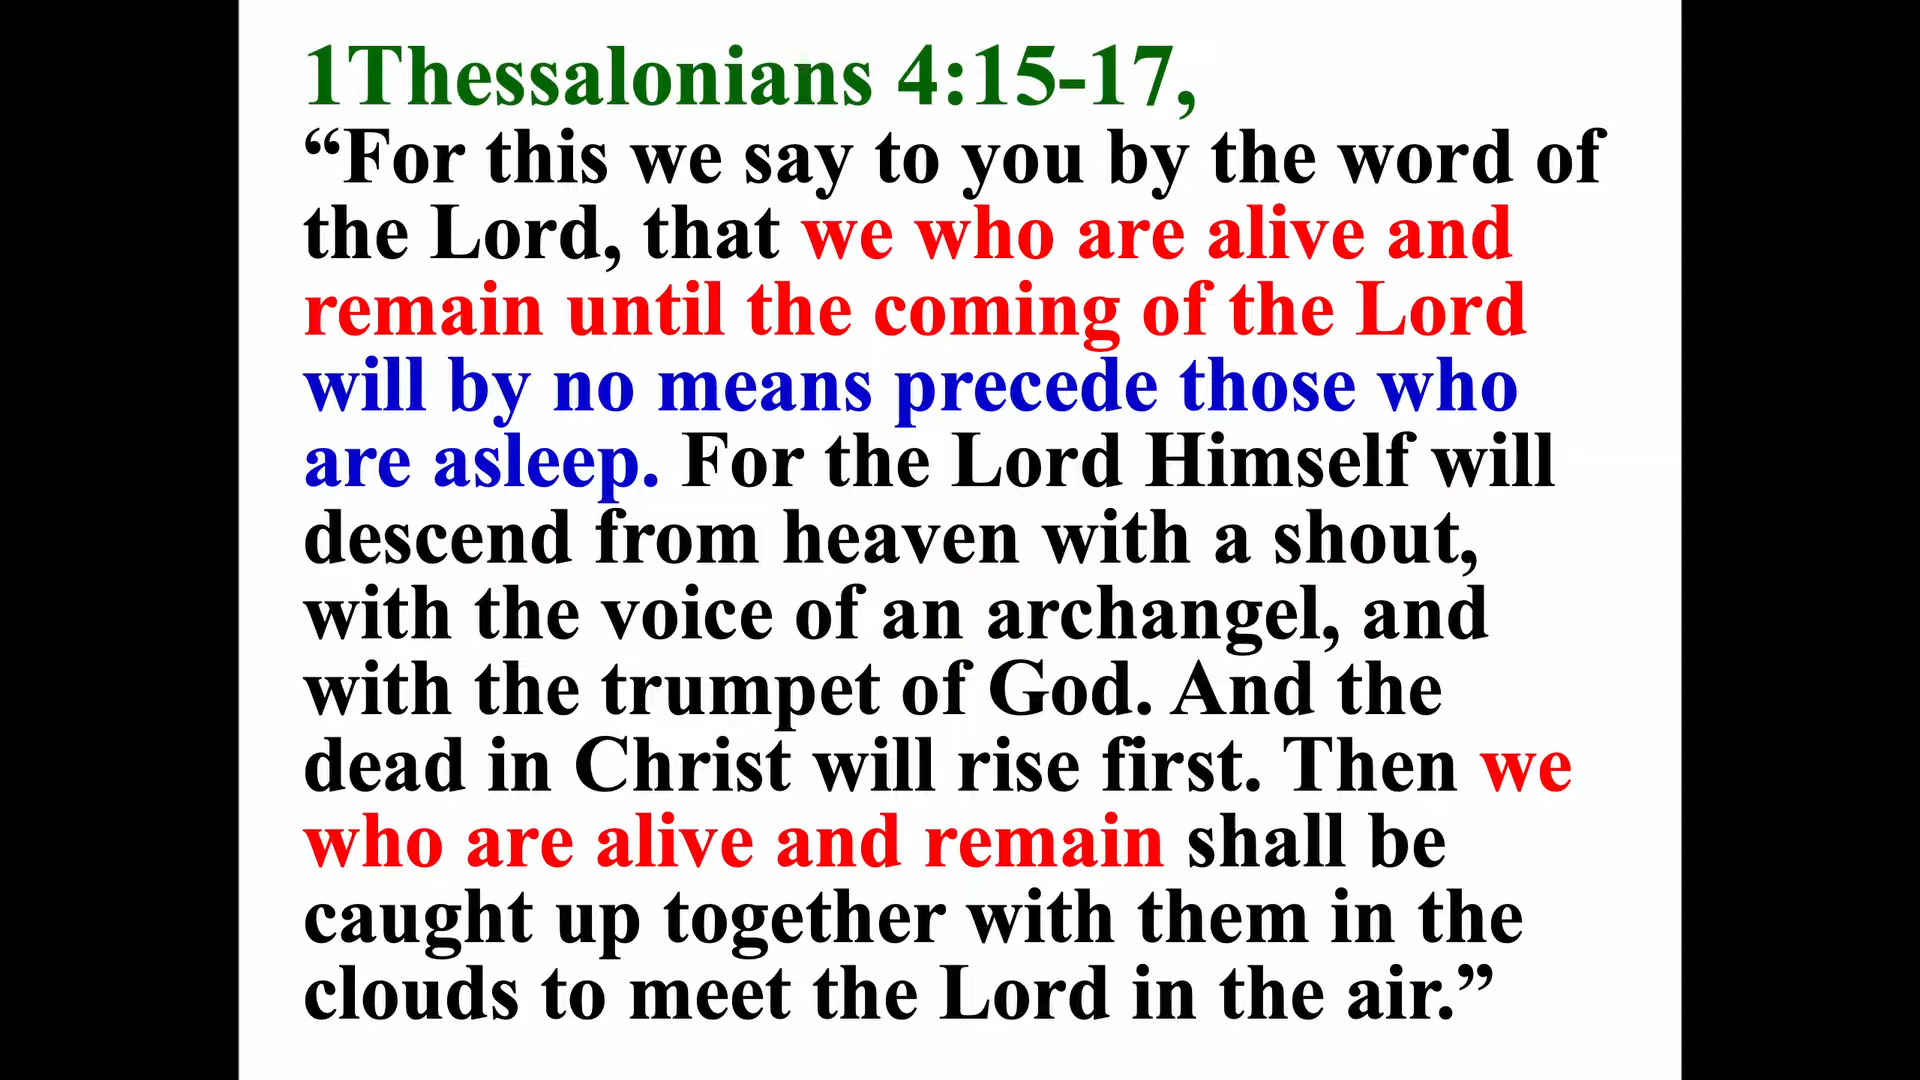 1Thessalonians 4:15-17,
“For this we say to you by the word of
the Lord, that we who are alive and
remain until the coming of the Lord
will by no means precede those who
are asleep. For the Lord Himself will
descend from heaven with a shout,
with the voice of an archangel, and
with the trumpet of God. And the
dead in Christ will rise first. Then we
who are alive and remain shall be
caught up together with them in the
clouds to meet the Lord in the air.”